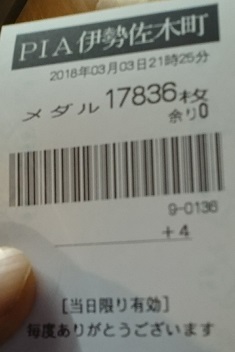 PIA伊勢佐木町
2018年03月03日21時25分
メダル 17836枚
余り0
9-0136
+4
[当日限り有効]
毎度ありがとうございます